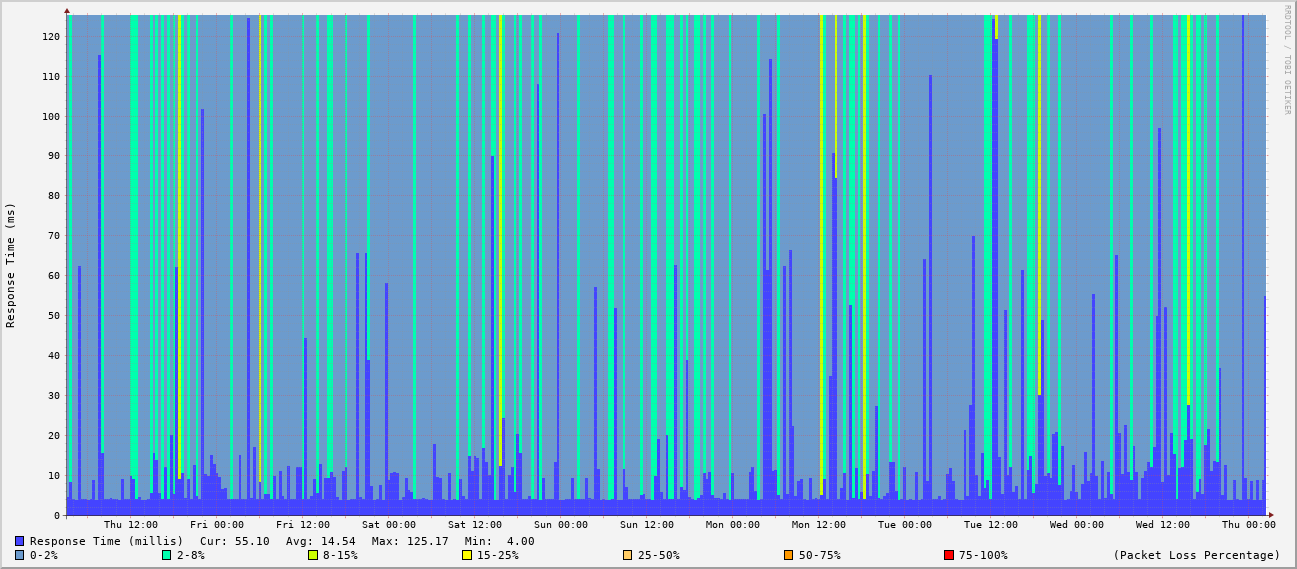 RRDTOOL / TOBI OETIKER
Response Time (ms)
120
110
100
90
80
70
60
50
40
30
20
10
0
Thu 12:00 Fri 00:00 Fri 12:00 Sat 00:00 Sat 12:00 Sun 00:00 Sun 12:00 Mon 00:00 Mon 12:00 Tue 00:00 Tue 12:00 Wed 00:00 Wed 12:00 Thu 00:00
Response Time (millis) Cur: 55.10 Avg: 14.54 Max: 125.17 Min: 4.00
0-2% 2-8% 8-15% 15-25% 25-50% 50-75% 75-100% (Packet Loss Percentage)